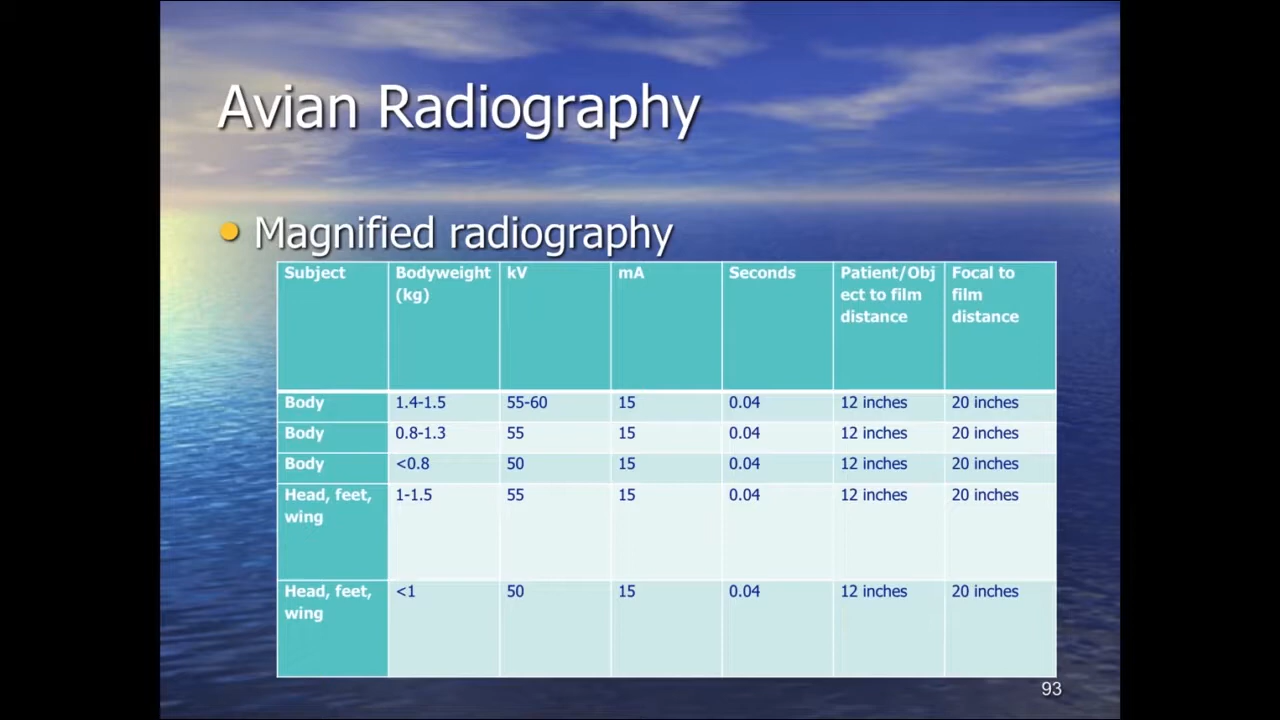 Avian Radiography
Magnified radiography
Subject Bodyweight (kg) kV mA Seconds Patient/Object to film distance Focal to film distance
Body 1.4-1.5 55-60 15 0.04 12 inches 20 inches
Body 0.8-1.3 55 15 0.04 12 inches 20 inches
Body <0.8 50 15 0.04 12 inches 20 inches
Head, feet, wing 1-1.5 55 15 0.04 12 inches 20 inches
Head, feet, wing <1 50 15 0.04 12 inches 20 inches
93